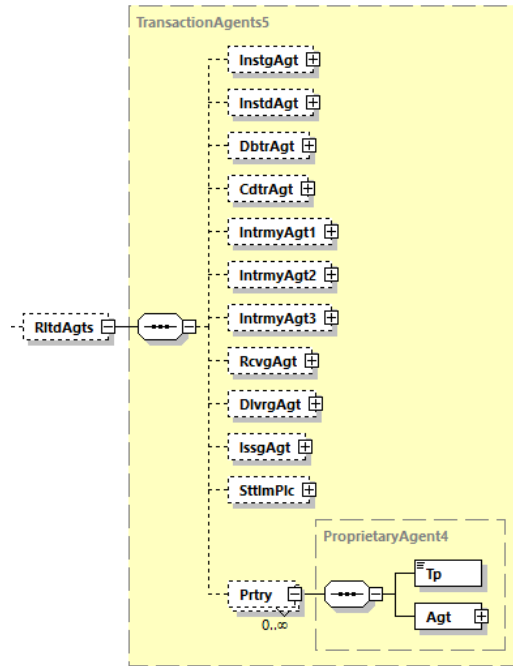 TransactionAgents5
InstgAgt
InstdAgt
DbtrAgt
CdtrAgt
IntrmyAgt1
IntrmyAgt2
IntrmyAgt3
RltdAgts
RcvgAgt
DlvrgAgt
IssgAgt
SttlmPlc
ProprietaryAgent4
Tp
Prtry
Agt
0..∞